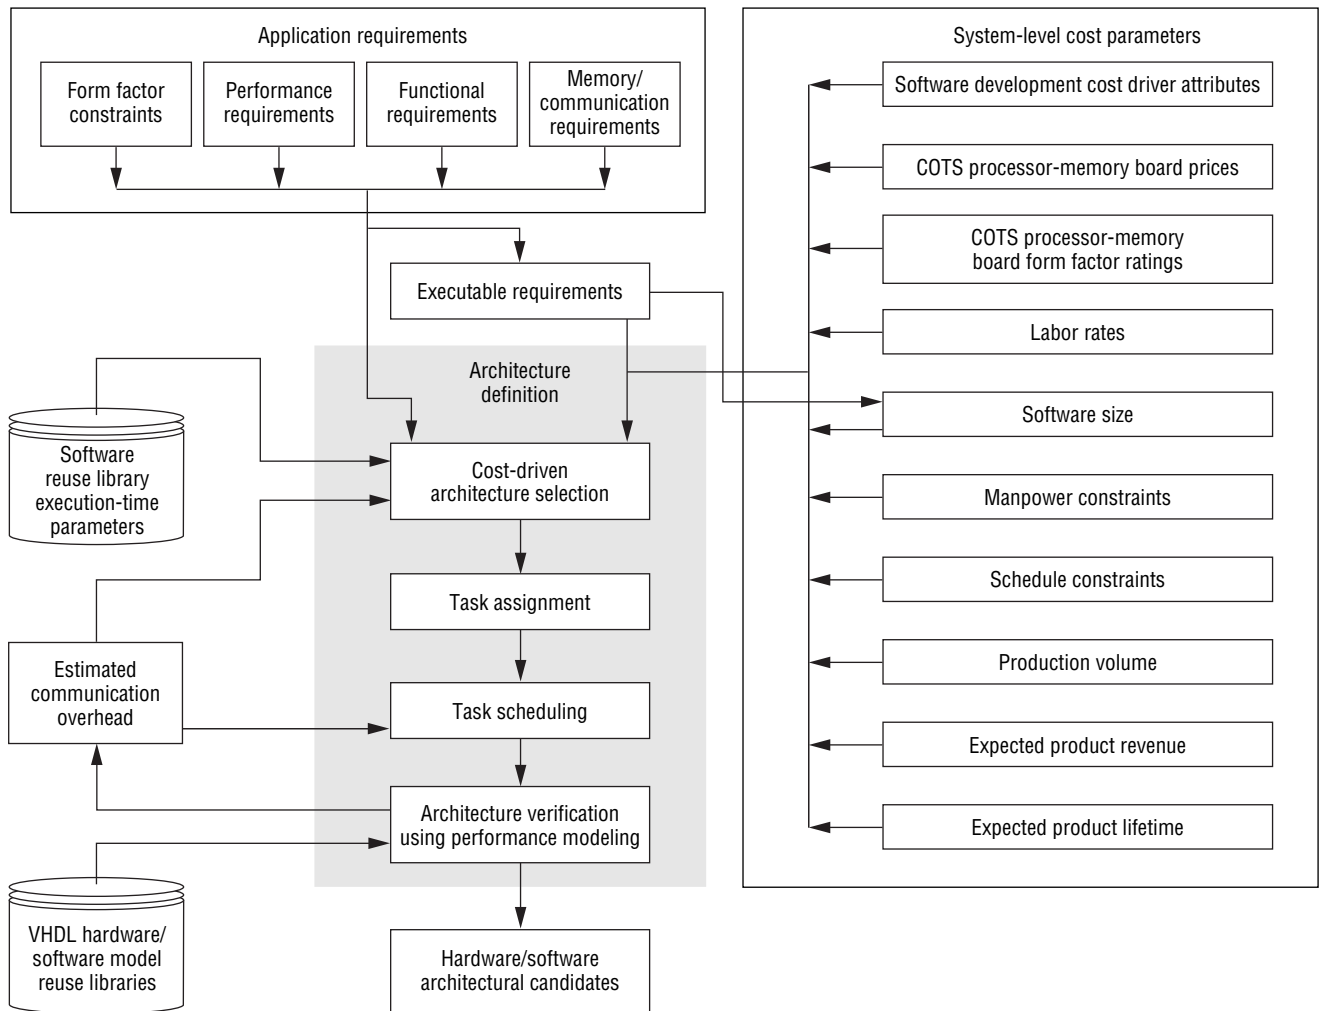 Application requirements
Form factor
constraints
Performance
requirements
Functional
requirements
Memory/
communication
requirements
Executable requirements
Architecture
definition
Software
reuse library
execution-time
parameters
Cost-driven
architecture selection
Task assignment
Estimated
communication
overhead
Task scheduling
Architecture verification
using performance modeling
VHDL hardware/
software model
reuse libraries
Hardware/software
architectural candidates
System-level cost parameters
Software development cost driver attributes
COTS processor-memory board prices
COTS processor-memory
board form factor ratings
Labor rates
Software size
Manpower constraints
Schedule constraints
Production volume
Expected product revenue
Expected product lifetime